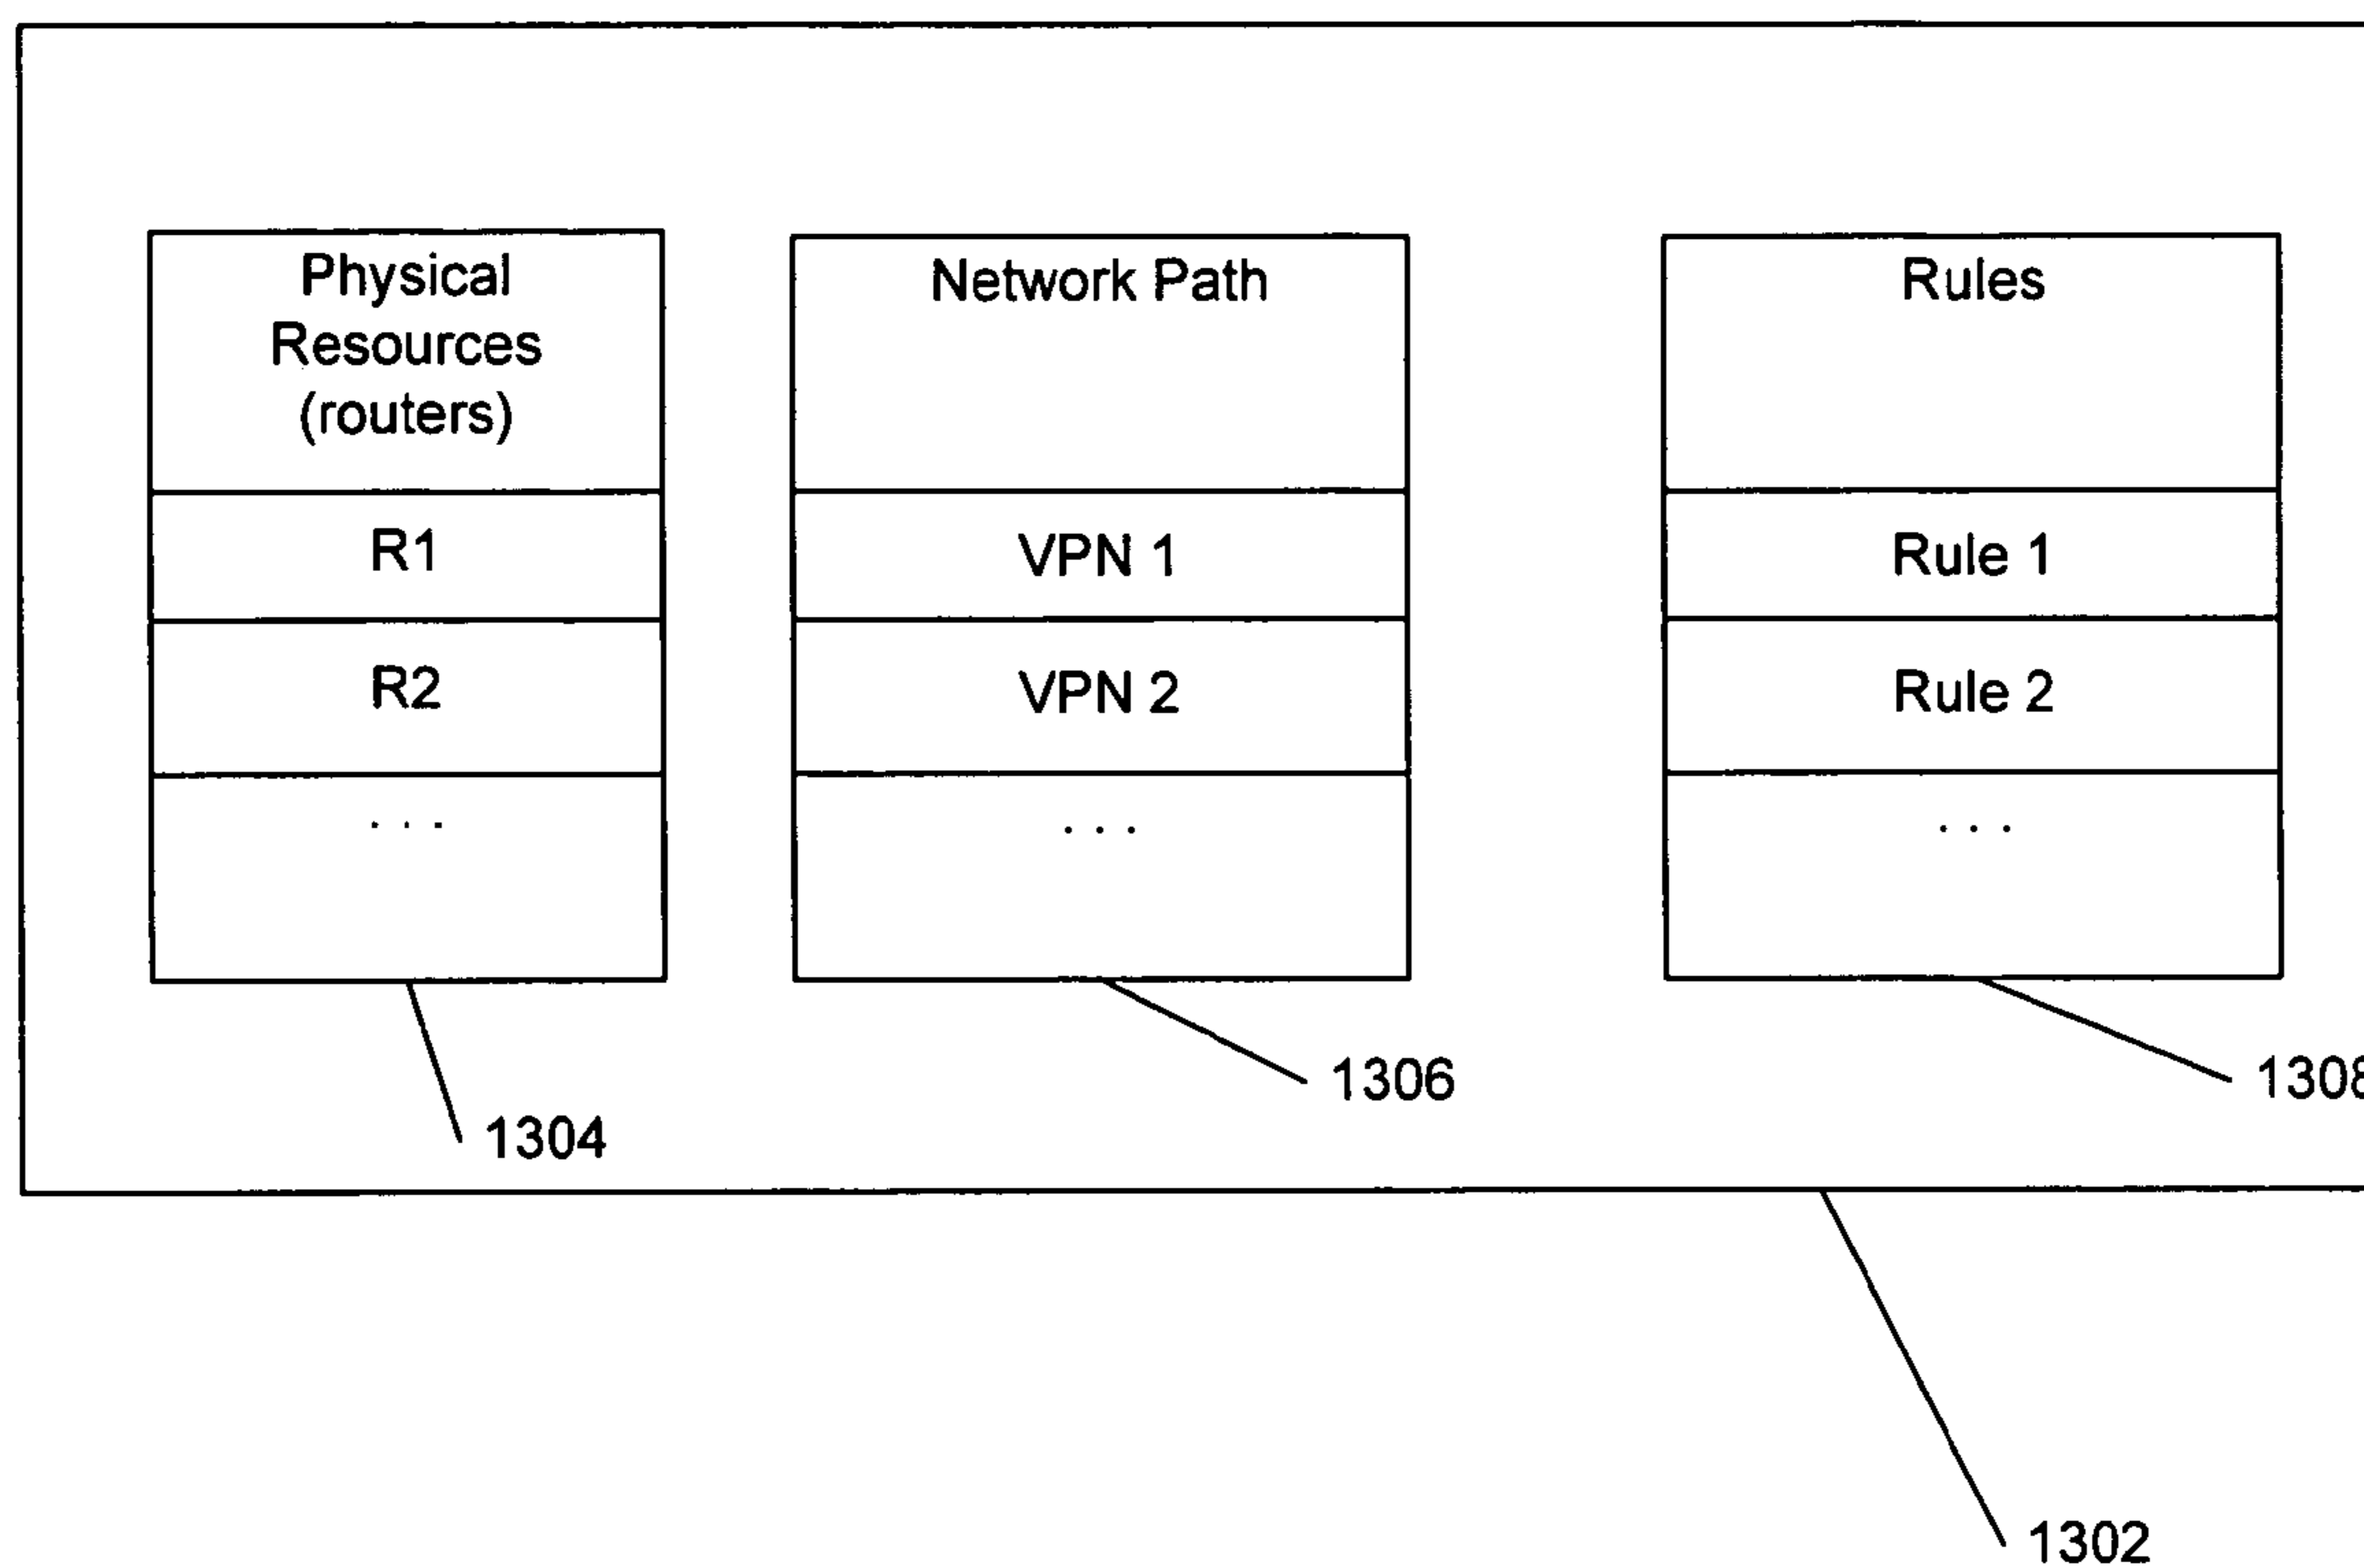 Physical
Resources
(routers)
R1
R2
. . .
Network Path
VPN 1
VPN 2
. . .
Rules
Rule 1
Rule 2
. . .
1304
1306
1308
1302